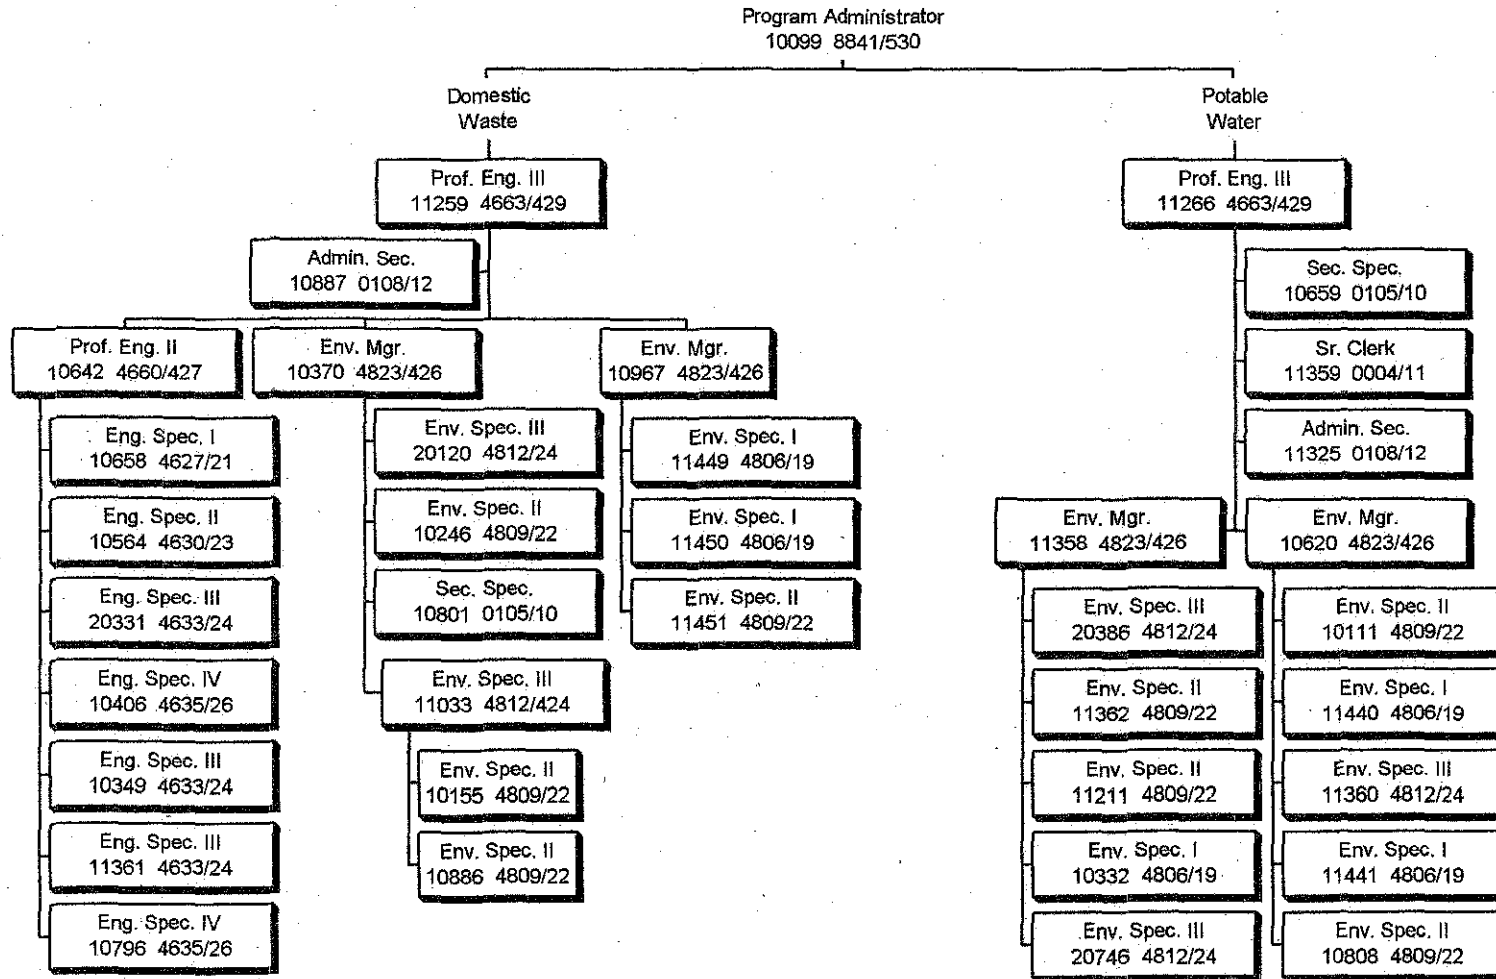 Program Administrator
10099 8841/530
Domestic
Waste
Prof. Eng. III
11259 4663/429
Admin. Sec.
10887 0108/12
Prof. Eng. II
10642 4660/427
Eng. Spec. I
10658 4627/21
Eng. Spec. II
10564 4630/23
Eng. Spec. III
20331 4633/24
Eng. Spec. IV
10406 4635/26
Eng. Spec. III
10349 4633/24
Eng. Spec. III
11361 4633/24
Eng. Spec. IV
10796 4635/26
Env. Mgr.
10370 4823/426
Env. Spec. III
20120 4812/24
Env. Spec. II
10246 4809/22
Sec. Spec.
10801 0105/10
Env. Spec. III
11033 4812/424
Env. Spec. II
10155 4809/22
Env. Spec. II
10886 4809/22
Env. Mgr.
10967 4823/426
Env. Spec. I
11449 4806/19
Env. Spec. I
11450 4806/19
Env. Spec. II
11451 4809/22
Potable
Water
Prof. Eng. III
11266 4663/429
Sec. Spec.
10659 0105/10
Sr. Clerk
11359 0004/11
Admin. Sec.
11325 0108/12
Env. Mgr.
11358 4823/426
Env. Spec. III
20386 4812/24
Env. Spec. II
11362 4809/22
Env. Spec. II
11211 4809/22
Env. Spec. I
10332 4806/19
Env. Spec. III
20746 4812/24
Env. Mgr.
10620 4823/426
Env. Spec. II
10111 4809/22
Env. Spec. I
11440 4806/19
Env. Spec. III
11360 4812/24
Env. Spec. I
11441 4806/19
Env. Spec. II
10808 4809/22